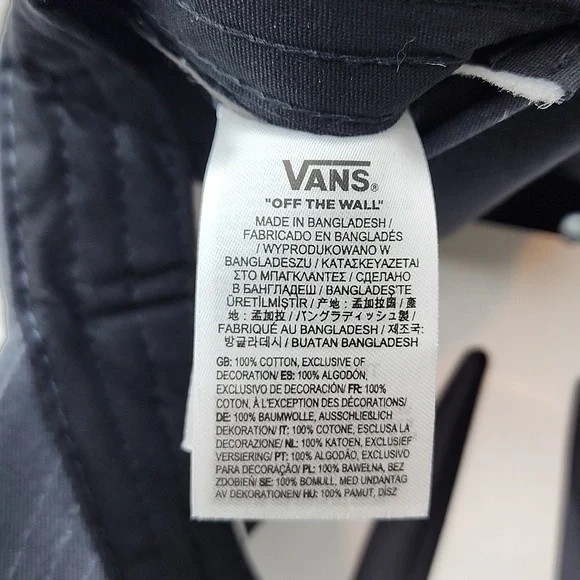 VANS®
"OFF THE WALL"
MADE IN BANGLADESH /
FABRICADO EN BANGLADÉS
/ WYPRODUKOWANO W
BANGLADESZU / ΚΑΤΑΣΚΕΥΑΖΕΤΑΙ
ΣΤΟ ΜΠΑΓΚΛΑΝΤΕΣ / СДЕЛАНО
В БАНГЛАДЕШ / BANGLADEŞ'TE
ÜRETİLMİŞTİR / 产地：孟加拉国 / 產
地：孟加拉 / バングラディッシュ製 /
FABRIQUÉ AU BANGLADESH / 제조국:
방글라데시 / BUATAN BANGLADESH
GB: 100% COTTON, EXCLUSIVE OF
DECORATION/ ES: 100% ALGODÓN,
EXCLUSIVO DE DECORACIÓN/ FR: 100%
COTON, À L'EXCEPTION DES DÉCORATIONS/
DE: 100% BAUMWOLLE, AUSSCHLIEßLICH
DEKORATION/ IT: 100% COTONE, ESCLUSA LA
DECORAZIONE/ NL: 100% KATOEN, EXCLUSIEF
VERSIERING/ PT: 100% ALGODÃO, EXCLUSIVO
PARA DECORAÇÃO/ PL: 100% BAWEŁNA, BEZ
ZDOBIEŃ/ SE: 100% BOMULL, MED UNDANTAG
AV DEKORATIONEN/ HU: 100% PAMUT, DÍSZ